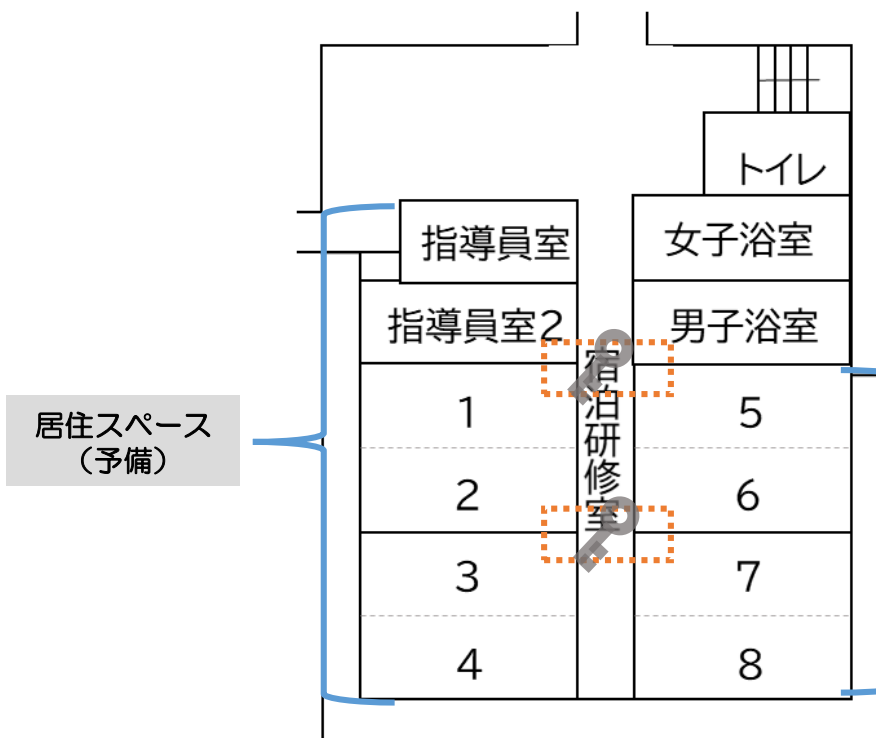 トイレ
指導員室
女子浴室
指導員室2
男子浴室
宿泊研修室
居住スペース
（予備）
1
5
2
6
3
7
4
8